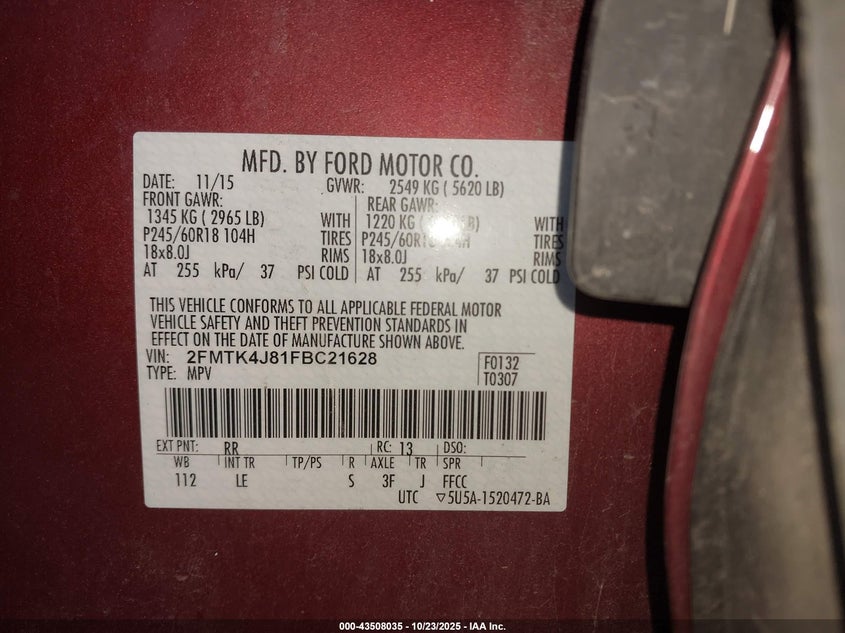 MFD. BY FORD MOTOR CO.
DATE: 11/15 GVWR: 2549 KG ( 5620 LB)
FRONT GAWR: REAR GAWR:
1345 KG ( 2965 LB) WITH 1220 KG ( LB) WITH
P245/60R18 104H TIRES P245/60R18 TIRES
18x8.0J RIMS 18x8.0J RIMS
AT 255 kPa/ 37 PSI COLD AT 255 kPa/ 37 PSI COLD
THIS VEHICLE CONFORMS TO ALL APPLICABLE FEDERAL MOTOR
VEHICLE SAFETY AND THEFT PREVENTION STANDARDS IN
EFFECT ON THE DATE OF MANUFACTURE SHOWN ABOVE.
VIN: 2FMTK4J81FBC21628 F0132
TYPE: MPV T0307
EXT PNT: RR RC: 13 DSO:
WB INT TR TP/PS R AXLE TR SPR
112 LE S 3F J FFCC
UTC ▽5U5A-1520472-BA
000-43508035 - 10/23/2025 - IAA Inc.